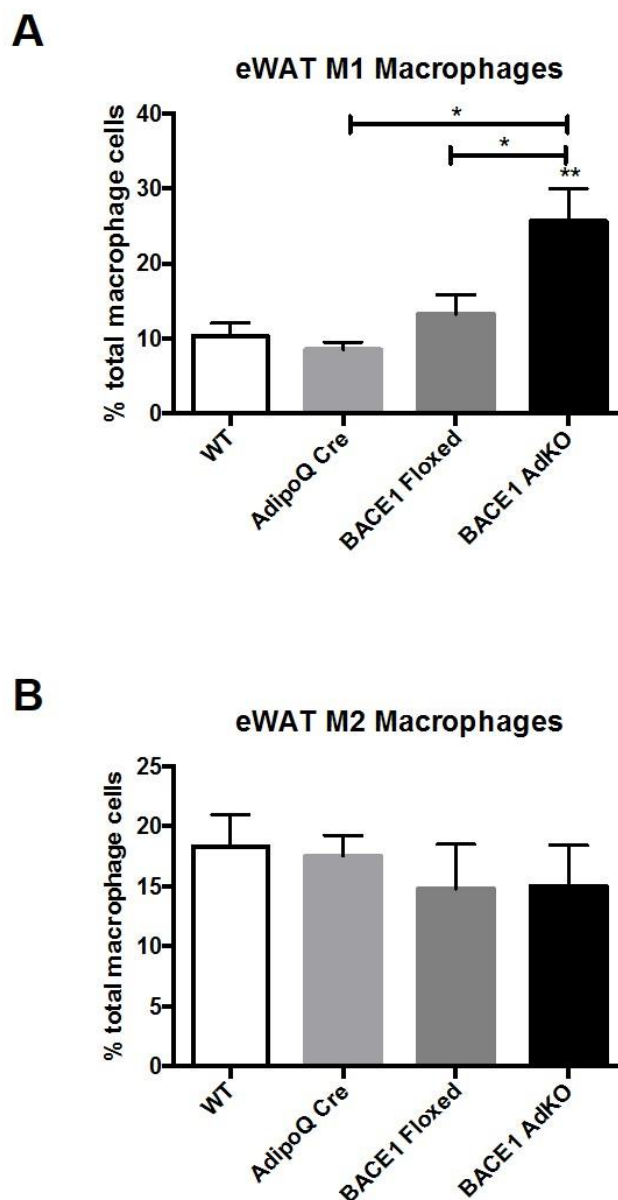 A
eWAT M1 Macrophages
% total macrophage cells
40
30
20
10
0
*
*
**
WT
AdipoQ Cre
BACE1 Floxed
BACE1 AdKO
B
eWAT M2 Macrophages
% total macrophage cells
25
20
15
10
5
0
WT
AdipoQ Cre
BACE1 Floxed
BACE1 AdKO